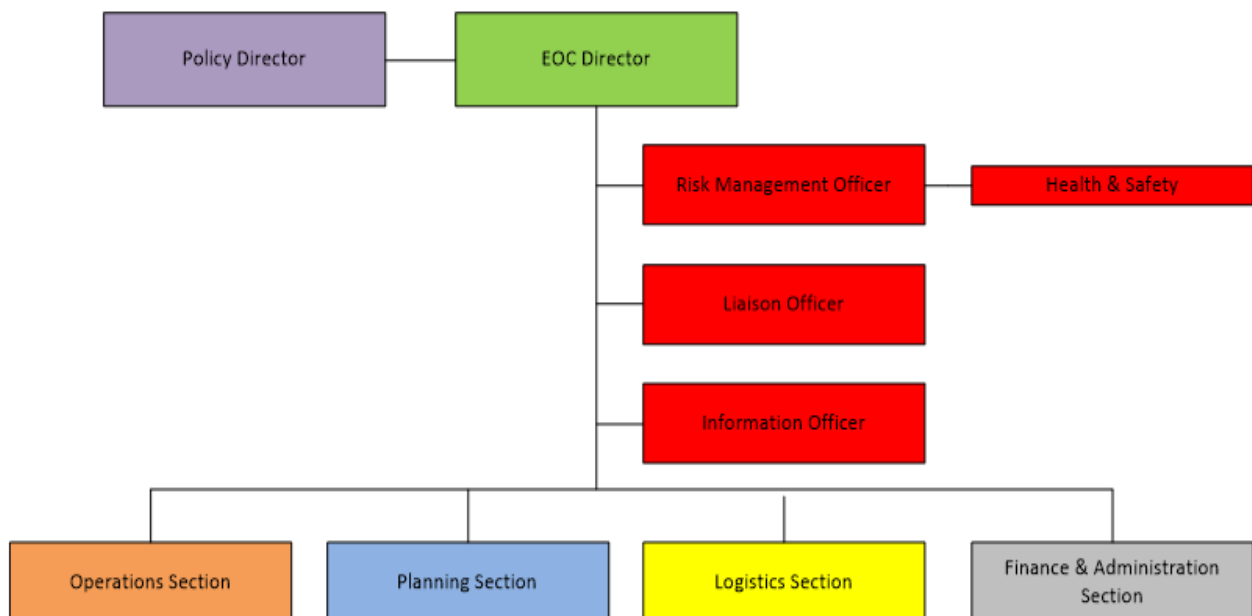 Policy Director
EOC Director
Risk Management Officer
Health & Safety
Liaison Officer
Information Officer
Operations Section
Planning Section
Logistics Section
Finance & Administration
Section